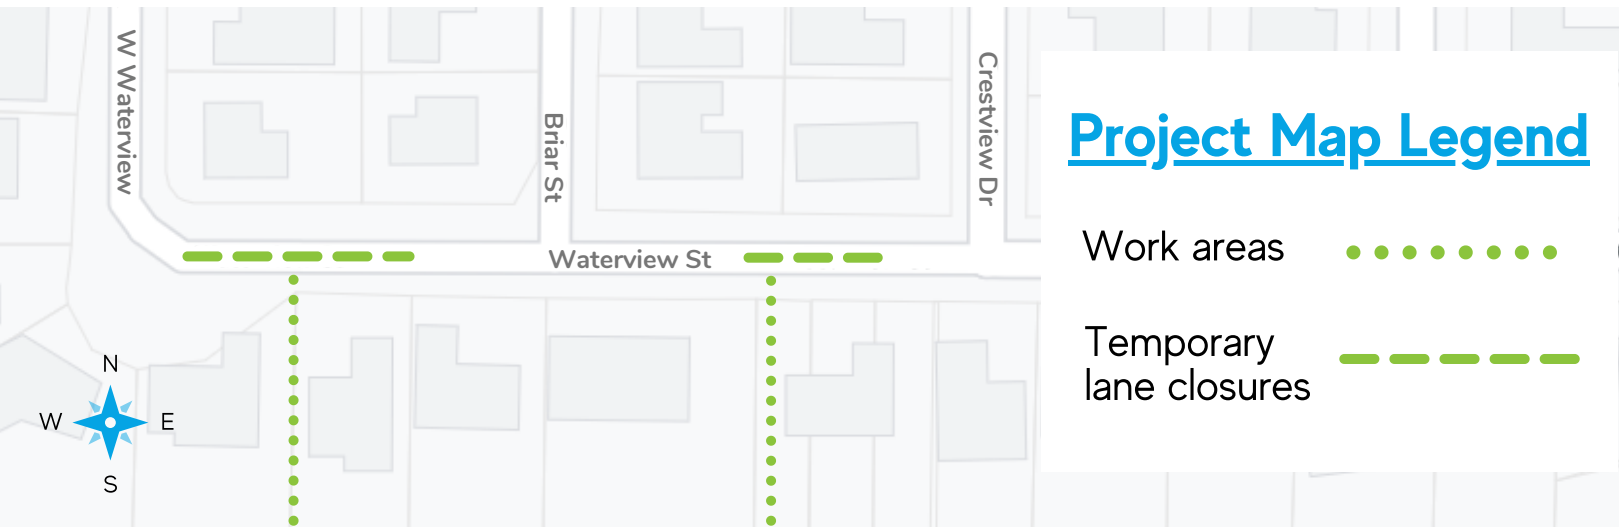 W Waterview
Briar St
Crestview Dr
Waterview St
Project Map Legend
Work areas
Temporary
lane closures
N
W
E
S